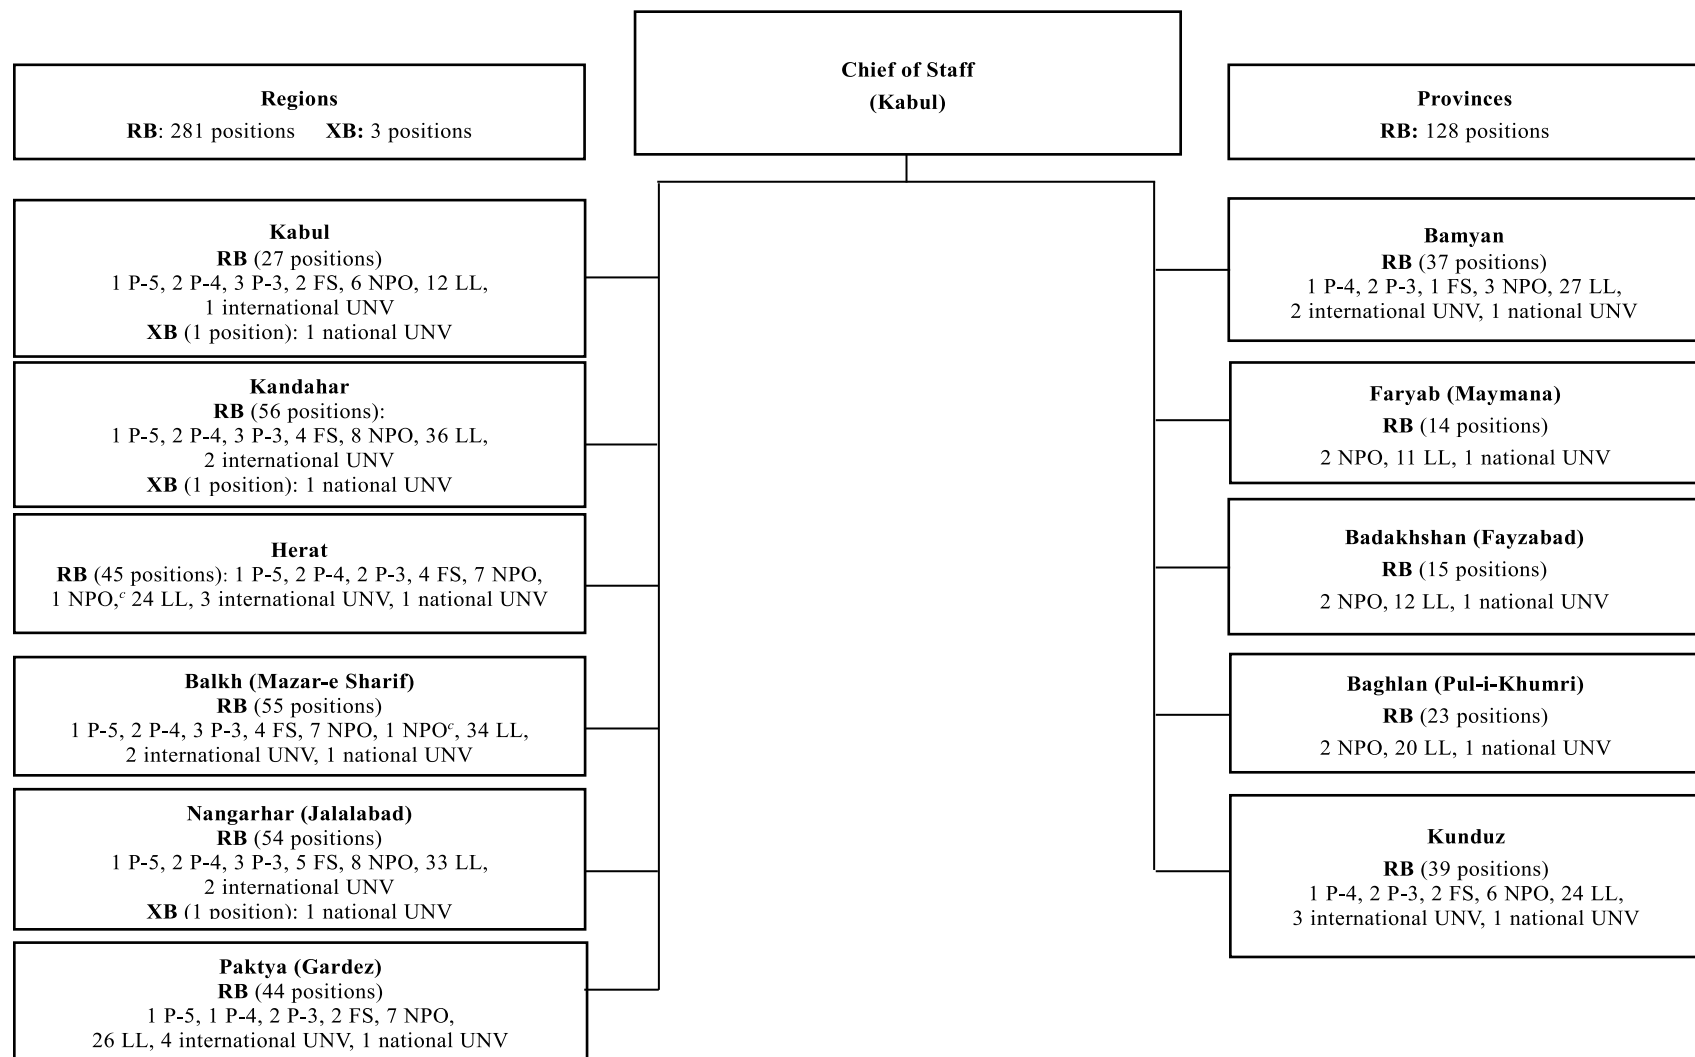 Chief of Staff
(Kabul)
Regions
RB: 281 positions XB: 3 positions
Kabul
RB (27 positions)
1 P-5, 2 P-4, 3 P-3, 2 FS, 6 NPO, 12 LL,
1 international UNV
XB (1 position): 1 national UNV
Kandahar
RB (56 positions):
1 P-5, 2 P-4, 3 P-3, 4 FS, 8 NPO, 36 LL,
2 international UNV
XB (1 position): 1 national UNV
Herat
RB (45 positions): 1 P-5, 2 P-4, 2 P-3, 4 FS, 7 NPO,
1 NPO,c 24 LL, 3 international UNV, 1 national UNV
Balkh (Mazar-e Sharif)
RB (55 positions)
1 P-5, 2 P-4, 3 P-3, 4 FS, 7 NPO, 1 NPOc, 34 LL,
2 international UNV, 1 national UNV
Nangarhar (Jalalabad)
RB (54 positions)
1 P-5, 2 P-4, 3 P-3, 5 FS, 8 NPO, 33 LL,
2 international UNV
XB (1 position): 1 national UNV
Paktya (Gardez)
RB (44 positions)
1 P-5, 1 P-4, 2 P-3, 2 FS, 7 NPO,
26 LL, 4 international UNV, 1 national UNV
Provinces
RB: 128 positions
Bamyan
RB (37 positions)
1 P-4, 2 P-3, 1 FS, 3 NPO, 27 LL,
2 international UNV, 1 national UNV
Faryab (Maymana)
RB (14 positions)
2 NPO, 11 LL, 1 national UNV
Badakhshan (Fayzabad)
RB (15 positions)
2 NPO, 12 LL, 1 national UNV
Baghlan (Pul-i-Khumri)
RB (23 positions)
2 NPO, 20 LL, 1 national UNV
Kunduz
RB (39 positions)
1 P-4, 2 P-3, 2 FS, 6 NPO, 24 LL,
3 international UNV, 1 national UNV